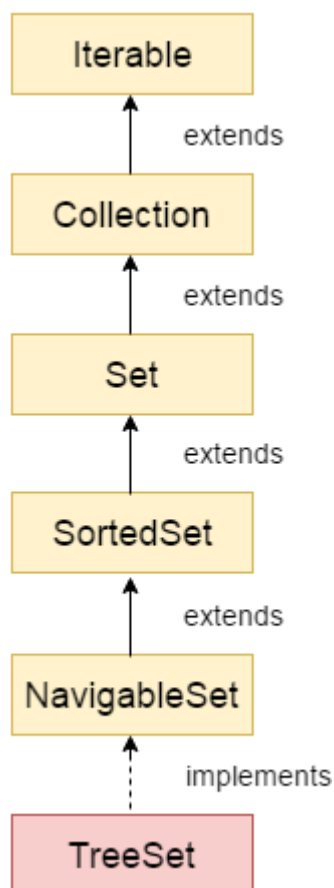 Iterable
extends
Collection
extends
Set
extends
SortedSet
extends
NavigableSet
implements
TreeSet